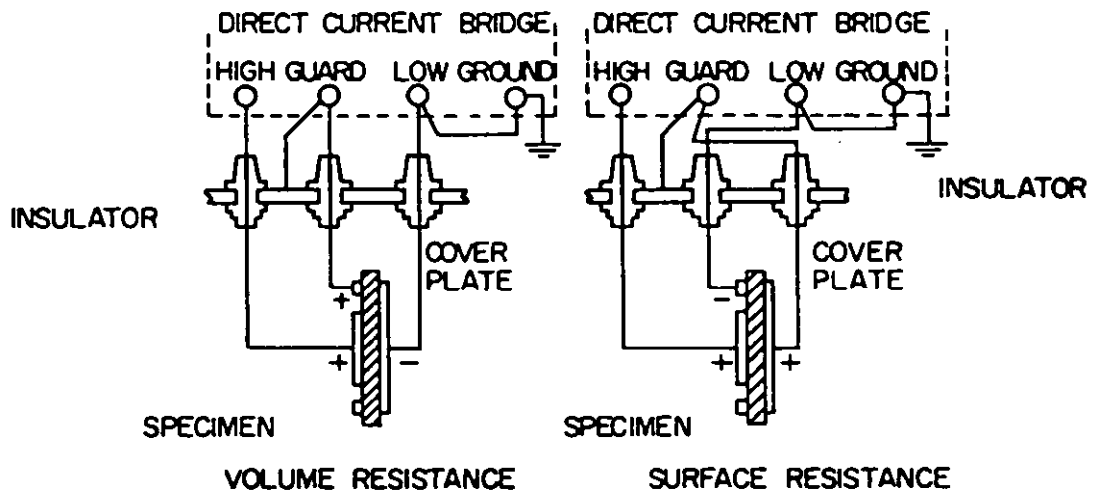 DIRECT CURRENT BRIDGE
HIGH GUARD LOW GROUND
INSULATOR
COVER
PLATE
+
+ -
SPECIMEN
VOLUME RESISTANCE
DIRECT CURRENT BRIDGE
HIGH GUARD LOW GROUND
INSULATOR
COVER
PLATE
-
+ +
SPECIMEN
SURFACE RESISTANCE